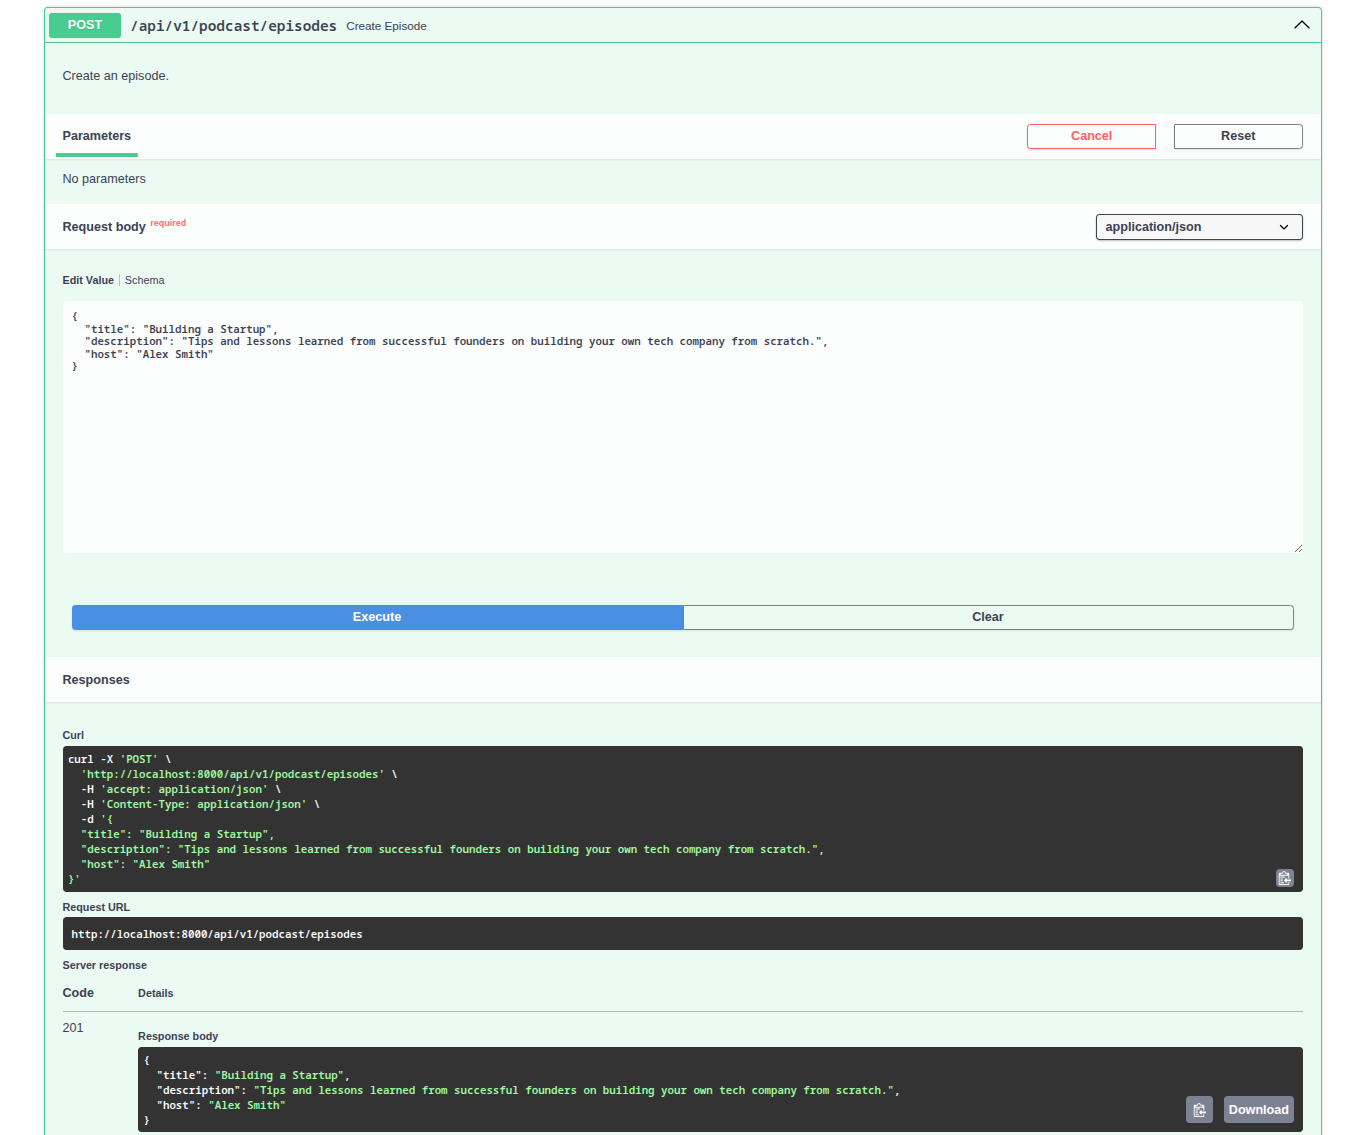 POST /api/v1/podcast/episodes Create Episode
Create an episode.
Parameters
Cancel
Reset
No parameters
Request body required
application/json
Edit Value | Schema
{
  "title": "Building a Startup",
  "description": "Tips and lessons learned from successful founders on building your own tech company from scratch.",
  "host": "Alex Smith"
}
Execute
Clear
Responses
Curl
curl -X 'POST' \
  'http://localhost:8000/api/v1/podcast/episodes' \
  -H 'accept: application/json' \
  -H 'Content-Type: application/json' \
  -d '{
  "title": "Building a Startup",
  "description": "Tips and lessons learned from successful founders on building your own tech company from scratch.",
  "host": "Alex Smith"
}'
Request URL
http://localhost:8000/api/v1/podcast/episodes
Server response
Code Details
201
Response body
{
  "title": "Building a Startup",
  "description": "Tips and lessons learned from successful founders on building your own tech company from scratch.",
  "host": "Alex Smith"
}
Download